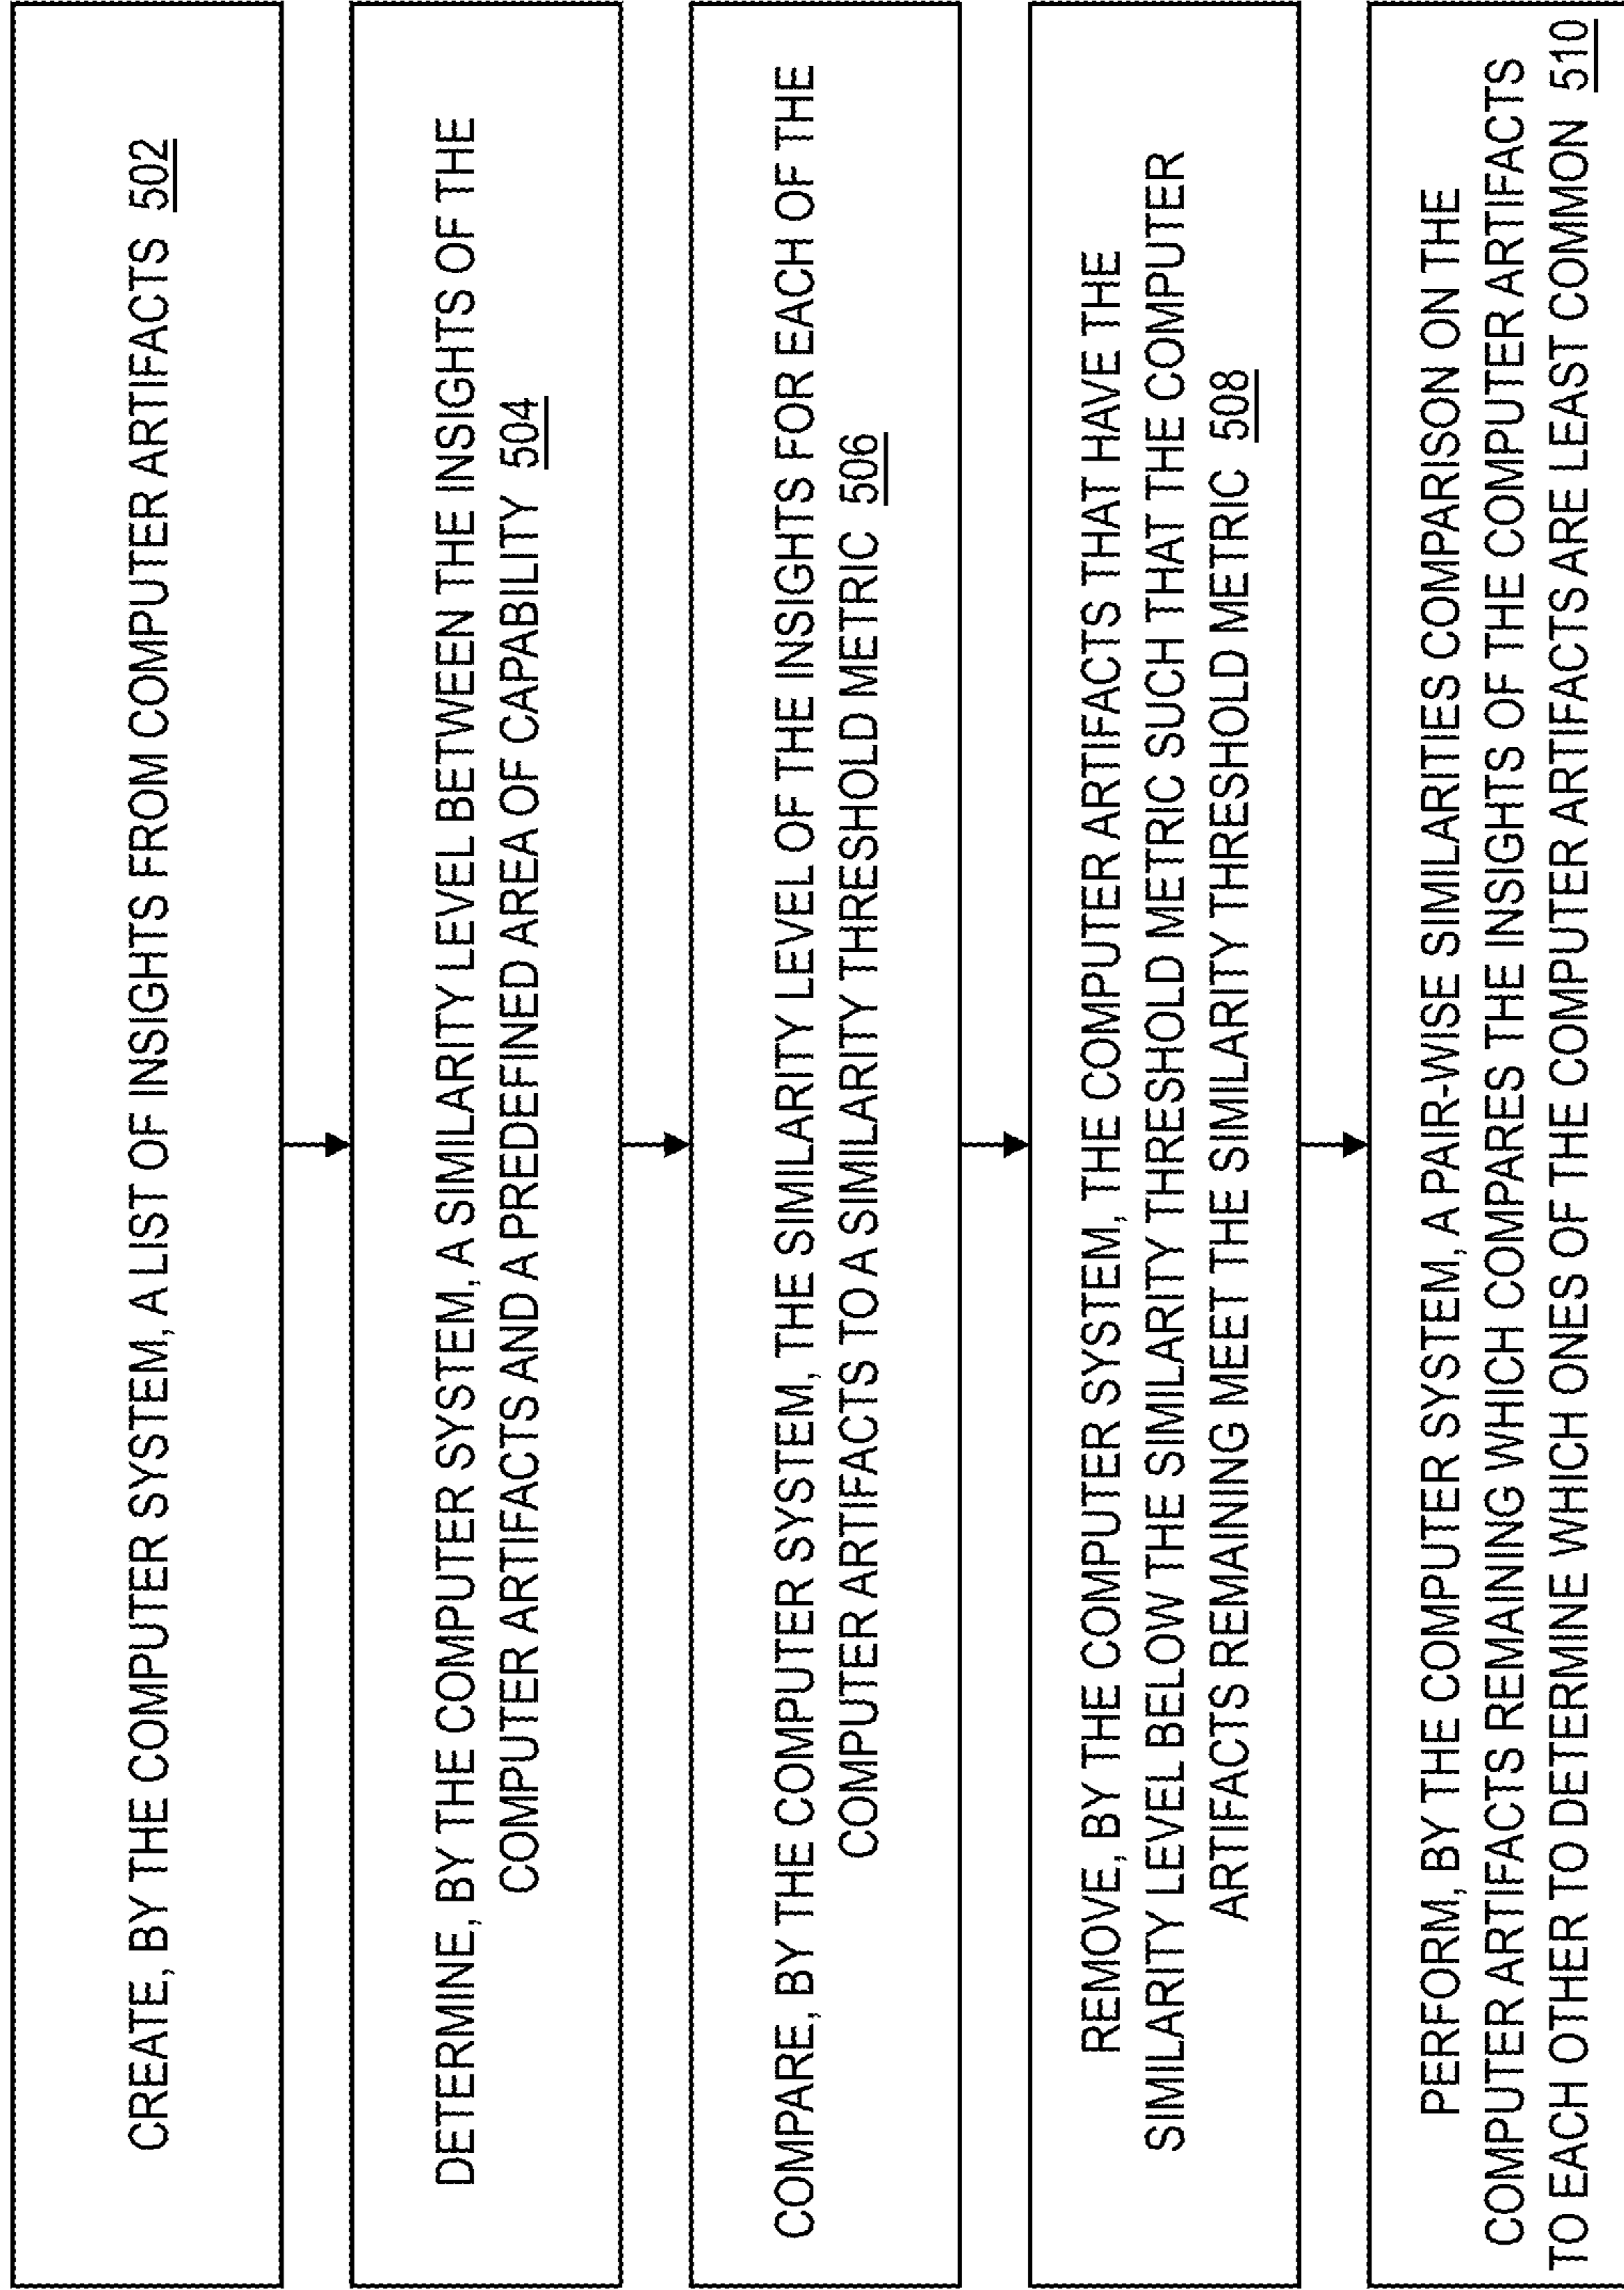 CREATE, BY THE COMPUTER SYSTEM, A LIST OF INSIGHTS FROM COMPUTER ARTIFACTS 502
DETERMINE, BY THE COMPUTER SYSTEM, A SIMILARITY LEVEL BETWEEN THE INSIGHTS OF THE
COMPUTER ARTIFACTS AND A PREDEFINED AREA OF CAPABILITY 504
COMPARE, BY THE COMPUTER SYSTEM, THE SIMILARITY LEVEL OF THE INSIGHTS FOR EACH OF THE
COMPUTER ARTIFACTS TO A SIMILARITY THRESHOLD METRIC 506
REMOVE, BY THE COMPUTER SYSTEM, THE COMPUTER ARTIFACTS THAT HAVE THE
SIMILARITY LEVEL BELOW THE SIMILARITY THRESHOLD METRIC SUCH THAT THE COMPUTER
ARTIFACTS REMAINING MEET THE SIMILARITY THRESHOLD METRIC 508
PERFORM, BY THE COMPUTER SYSTEM, A PAIR-WISE SIMILARITIES COMPARISON ON THE
COMPUTER ARTIFACTS REMAINING WHICH COMPARES THE INSIGHTS OF THE COMPUTER ARTIFACTS
TO EACH OTHER TO DETERMINE WHICH ONES OF THE COMPUTER ARTIFACTS ARE LEAST COMMON 510